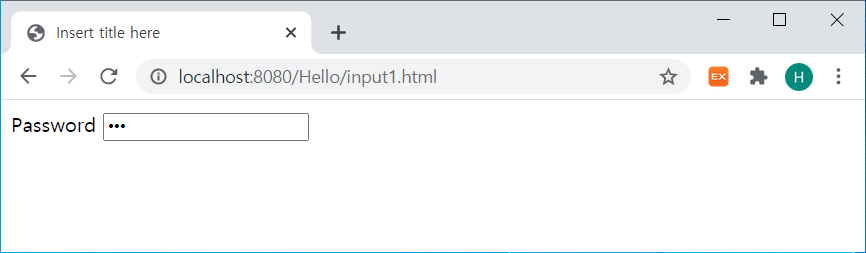 Insert title here
localhost:8080/Hello/input1.html
EX
H
Password •••